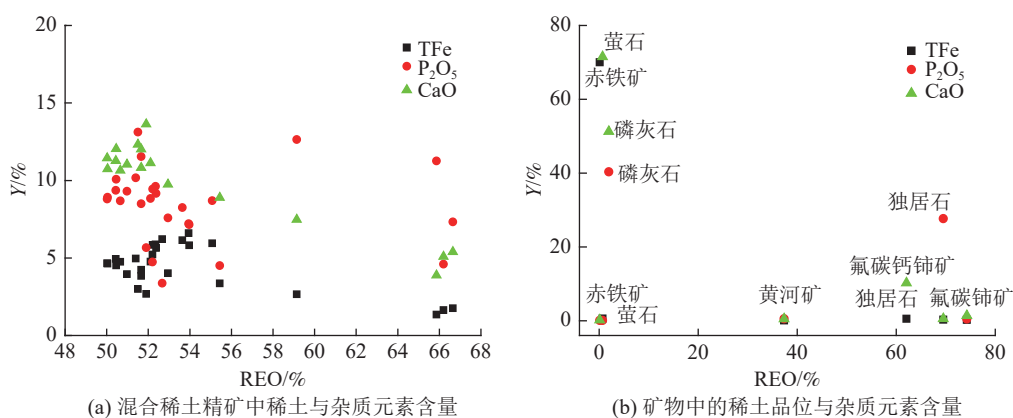 20
15
10
5
0
Y/%
TFe
P₂O₅
CaO
48 50 52 54 56 58 60 62 64 66 68
REO/%
(a) 混合稀土精矿中稀土与杂质元素含量
80
60
40
20
0
Y/%
萤石
赤铁矿
磷灰石
磷灰石
TFe
P₂O₅
CaO
独居石
氟碳钙铈矿
赤铁矿
萤石
黄河矿
独居石
氟碳铈矿
0 20 40 60 80
REO/%
(b) 矿物中的稀土品位与杂质元素含量